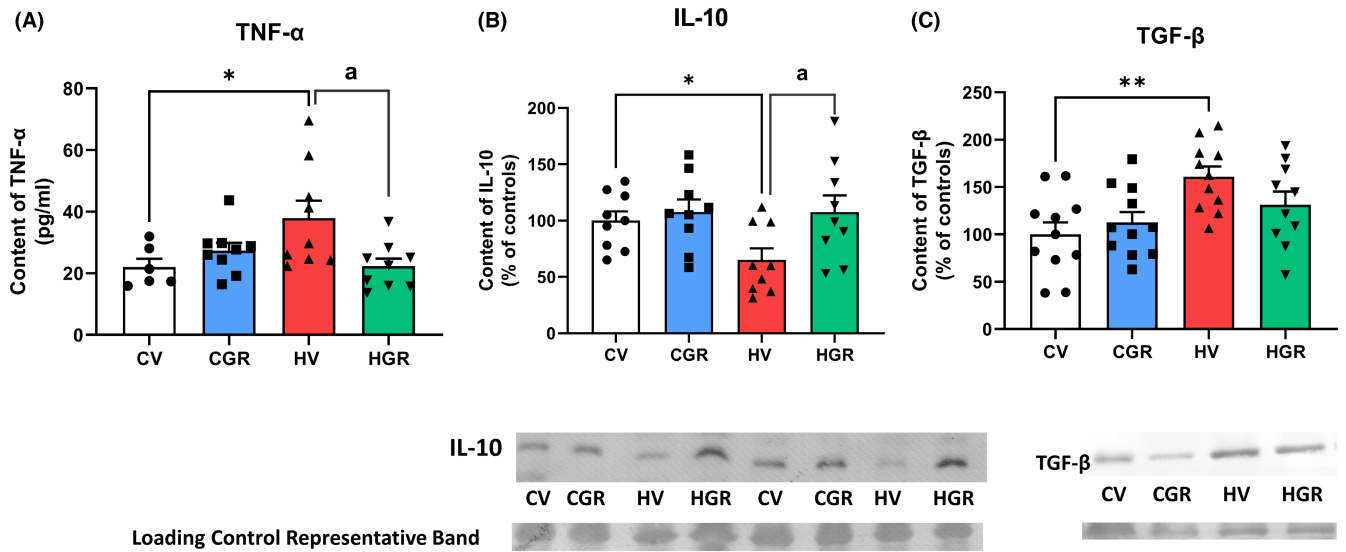 (A)
TNF-α
*
a
Content of TNF-α
(pg/ml)
80
60
40
20
0
CV CGR HV HGR
(B)
IL-10
*
a
Content of IL-10
(% of controls)
200
150
100
50
0
CV CGR HV HGR
(C)
TGF-β
**
Content of TGF-β
(% of controls)
250
200
150
100
50
0
CV CGR HV HGR
IL-10
CV CGR HV HGR CV CGR HV HGR
TGF-β
CV CGR HV HGR
Loading Control Representative Band